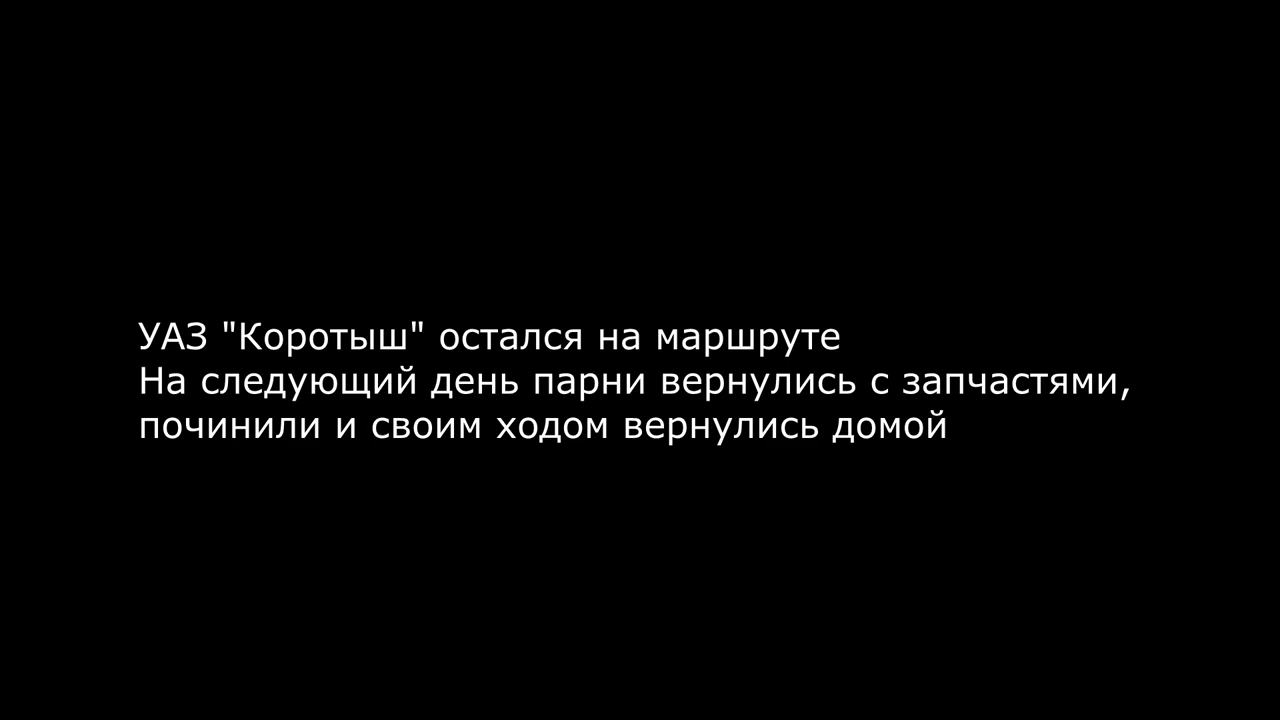 УАЗ "Коротыш" остался на маршруте
На следующий день парни вернулись с запчастями,
починили и своим ходом вернулись домой